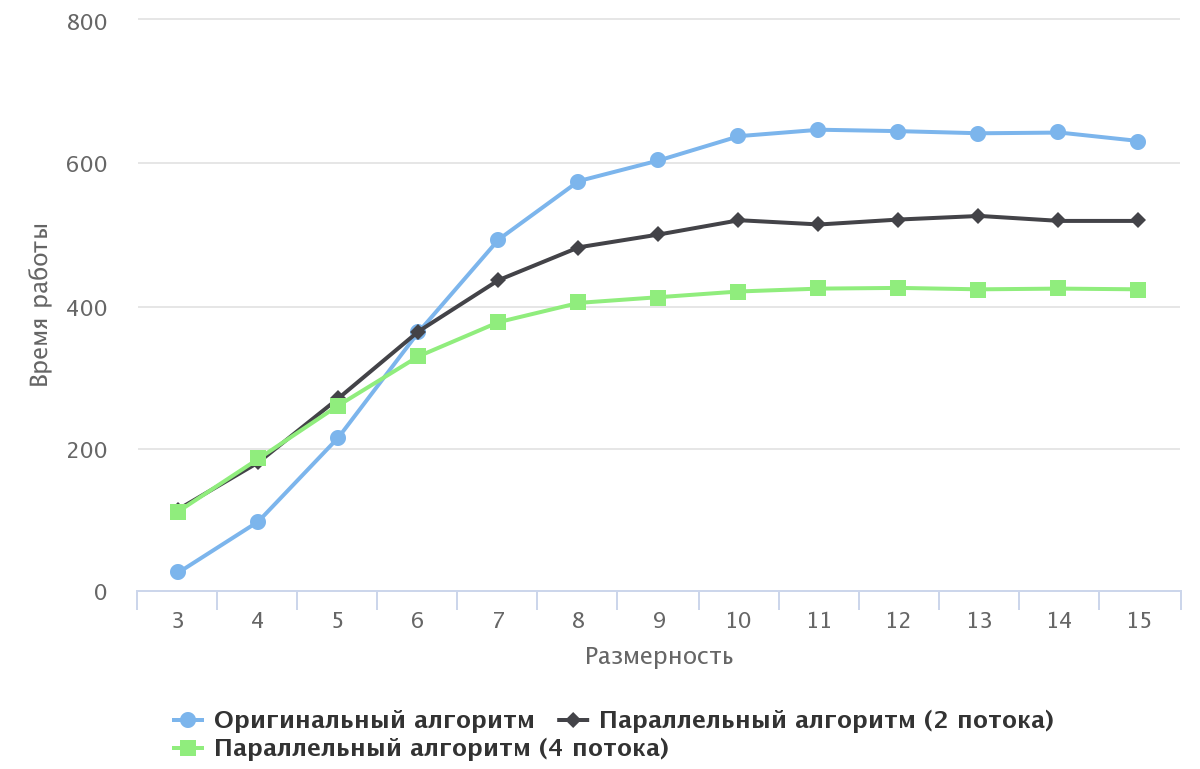 800
600
400
200
0
Время работы
3 4 5 6 7 8 9 10 11 12 13 14 15
Размерность
Оригинальный алгоритм Параллельный алгоритм (2 потока)
Параллельный алгоритм (4 потока)